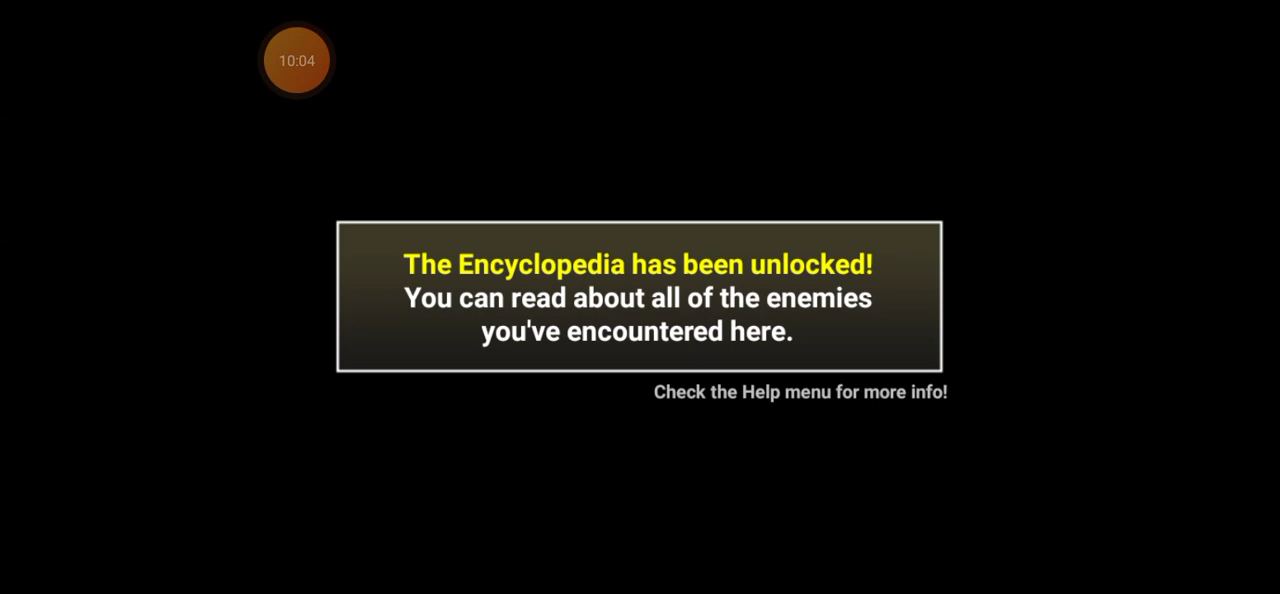 10:04
The Encyclopedia has been unlocked!
You can read about all of the enemies
you've encountered here.
Check the Help menu for more info!